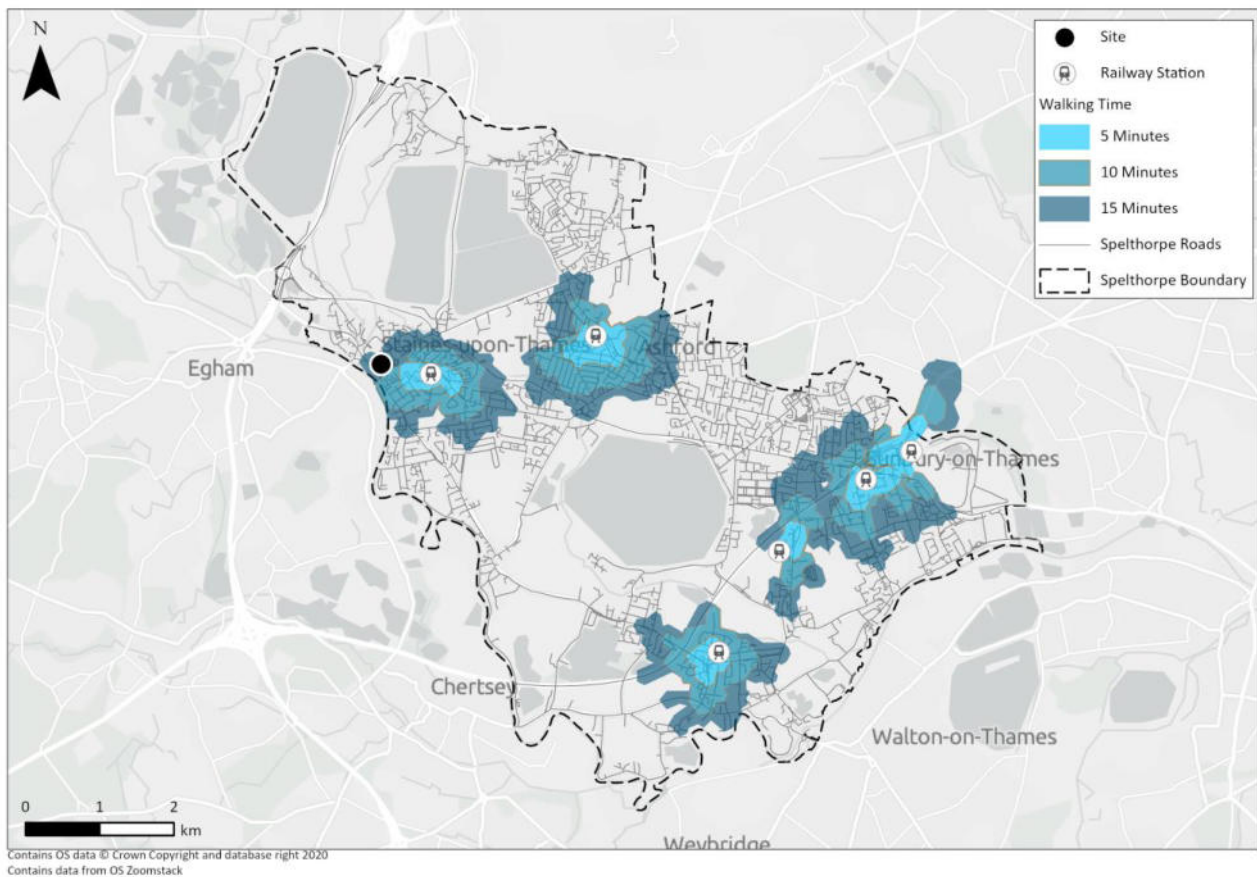 N
Site
Railway Station
Walking Time
5 Minutes
10 Minutes
15 Minutes
Spelthorpe Roads
Spelthorpe Boundary
Staines-upon-Thames
Ashford
Egham
Sunbury-on-Thames
Chertsey
Walton-on-Thames
0 1 2
km
Weybridge
Contains OS data © Crown Copyright and database right 2020
Contains data from OS Zoomstack